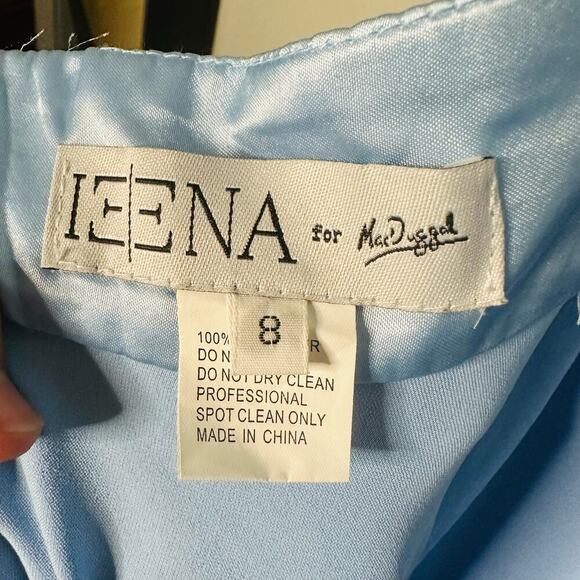 IEENA for MacDuggal
8
100%
DO
DO NOT DRY CLEAN
PROFESSIONAL
SPOT CLEAN ONLY
MADE IN CHINA